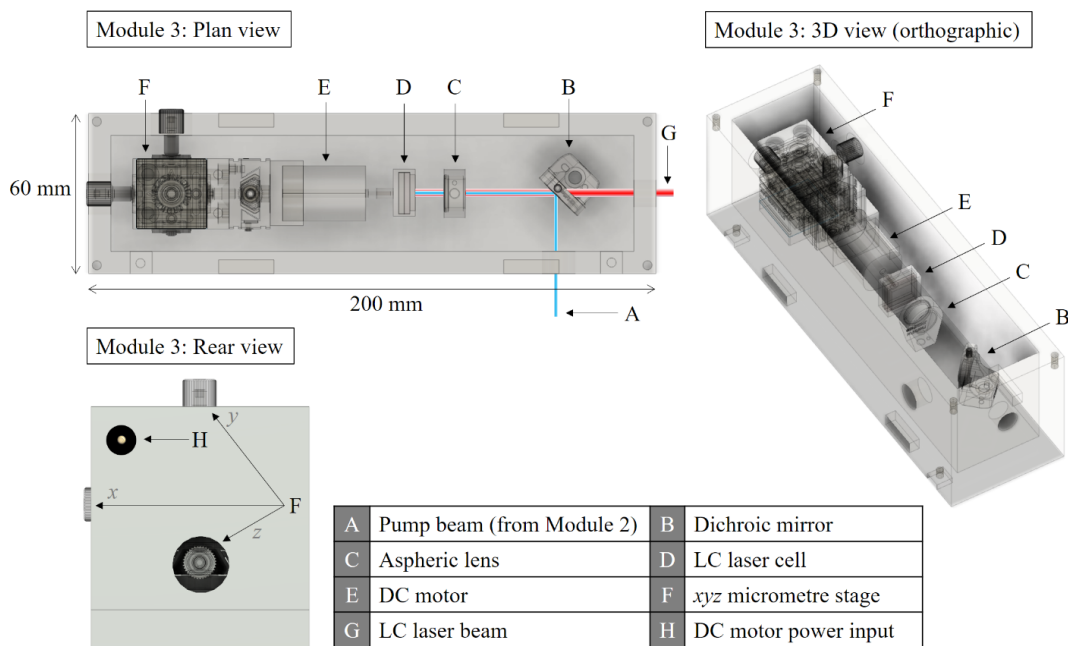 Module 3: Plan view
F
E
D
C
B
G
60 mm
200 mm
A
Module 3: 3D view (orthographic)
F
E
D
C
B
Module 3: Rear view
y
H
x
F
z
A Pump beam (from Module 2) B Dichroic mirror
C Aspheric lens D LC laser cell
E DC motor F xyz micrometre stage
G LC laser beam H DC motor power input